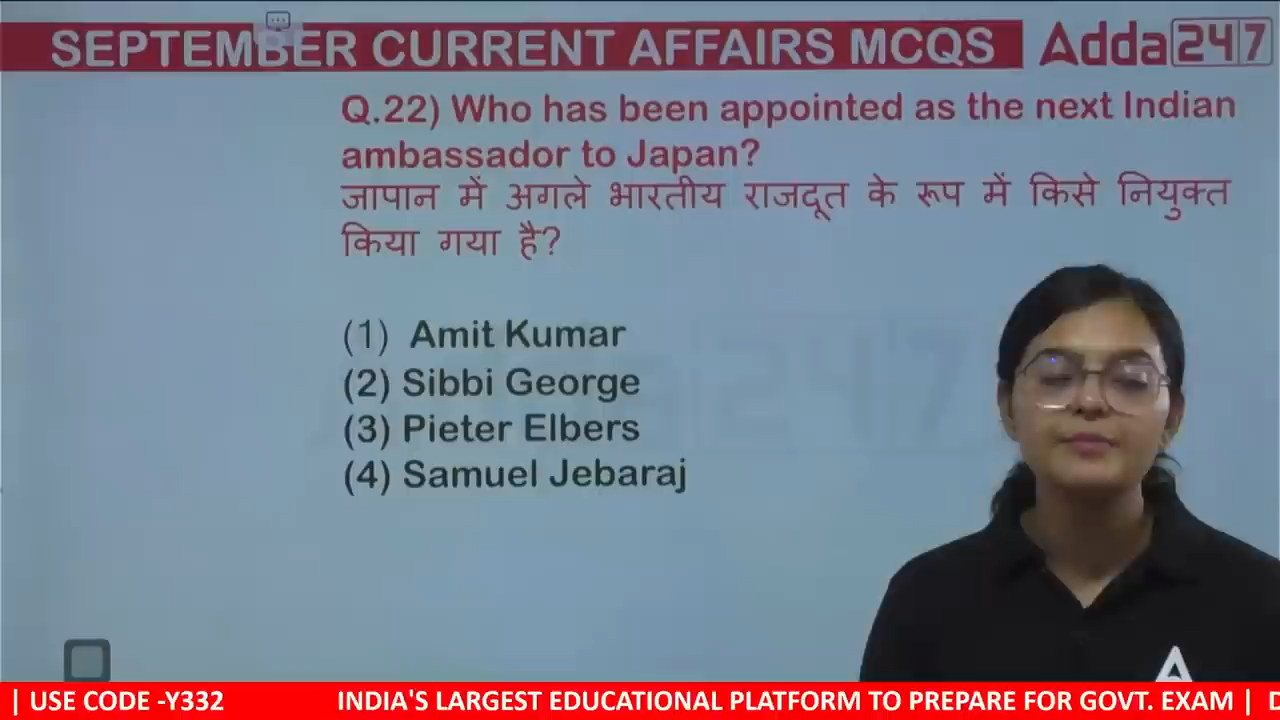 SEPTEMBER CURRENT AFFAIRS MCQS
Adda247
Q.22) Who has been appointed as the next Indian
ambassador to Japan?
जापान में अगले भारतीय राजदूत के रूप में किसे नियुक्त
किया गया है?
(1) Amit Kumar
(2) Sibbi George
(3) Pieter Elbers
(4) Samuel Jebaraj
Adda247
A
| USE CODE -Y332 INDIA'S LARGEST EDUCATIONAL PLATFORM TO PREPARE FOR GOVT. EXAM | D